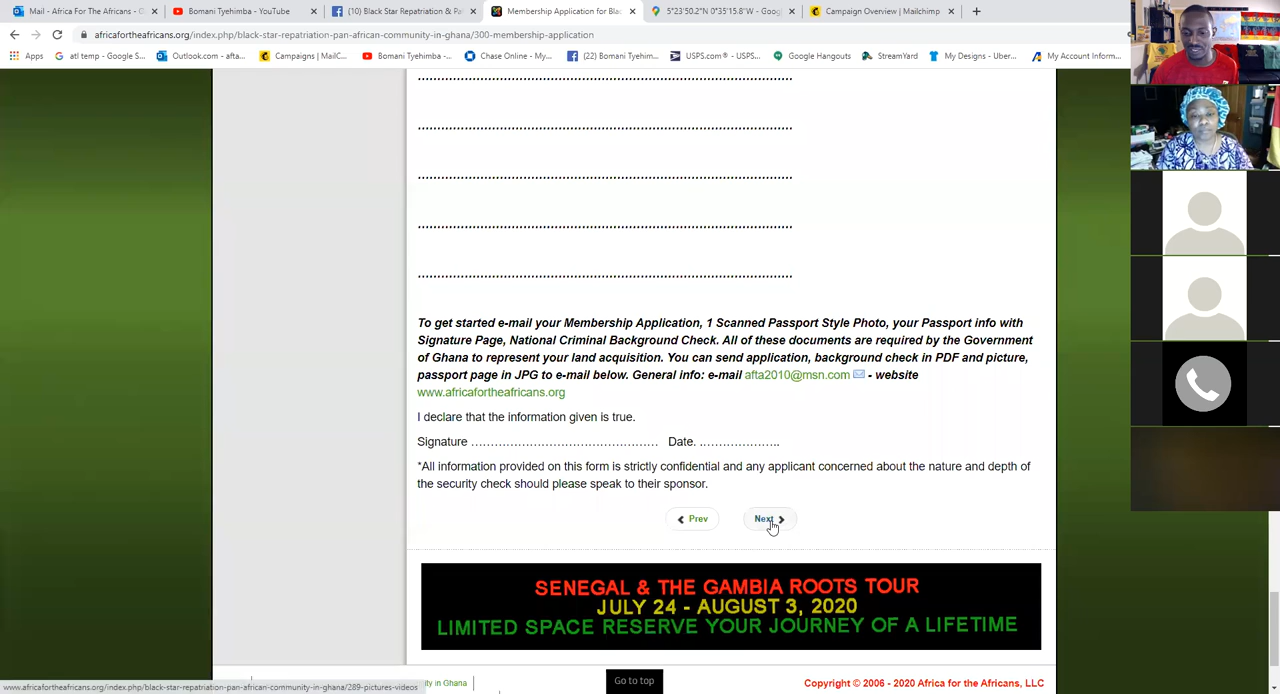 Mail - Africa For The Africans - O
Bomani Tyehimba - YouTube
(10) Black Star Repatriation & Pa
Membership Application for Blac
5°23'50.2"N 0°35'15.8"W - Goog
Campaign Overview | Mailchimp
africafortheafricans.org/index.php/black-star-repatriation-pan-african-community-in-ghana/300-membership-application
Apps
atl temp - Google S...
Outlook.com - afta...
Campaigns | MailC...
Bomani Tyehimba -...
Chase Online - My...
(22) Bomani Tyehim...
USPS.com® - USPS...
Google Hangouts
StreamYard
My Designs - Uber...
My Account Inform...
To get started e-mail your Membership Application, 1 Scanned Passport Style Photo, your Passport info with
Signature Page, National Criminal Background Check. All of these documents are required by the Government
of Ghana to represent your land acquisition. You can send application, background check in PDF and picture,
passport page in JPG to e-mail below. General info: e-mail afta2010@msn.com - website
www.africafortheafricans.org
I declare that the information given is true.
Signature ………………………………………… Date. ………………..
*All information provided on this form is strictly confidential and any applicant concerned about the nature and depth of
the security check should please speak to their sponsor.
Prev
Next
SENEGAL & THE GAMBIA ROOTS TOUR
JULY 24 - AUGUST 3, 2020
LIMITED SPACE RESERVE YOUR JOURNEY OF A LIFETIME
www.africafortheafricans.org/index.php/black-star-repatriation-pan-african-community-in-ghana/289-pictures-videos
ty in Ghana
Go to top
Copyright © 2006 - 2020 Africa for the Africans, LLC